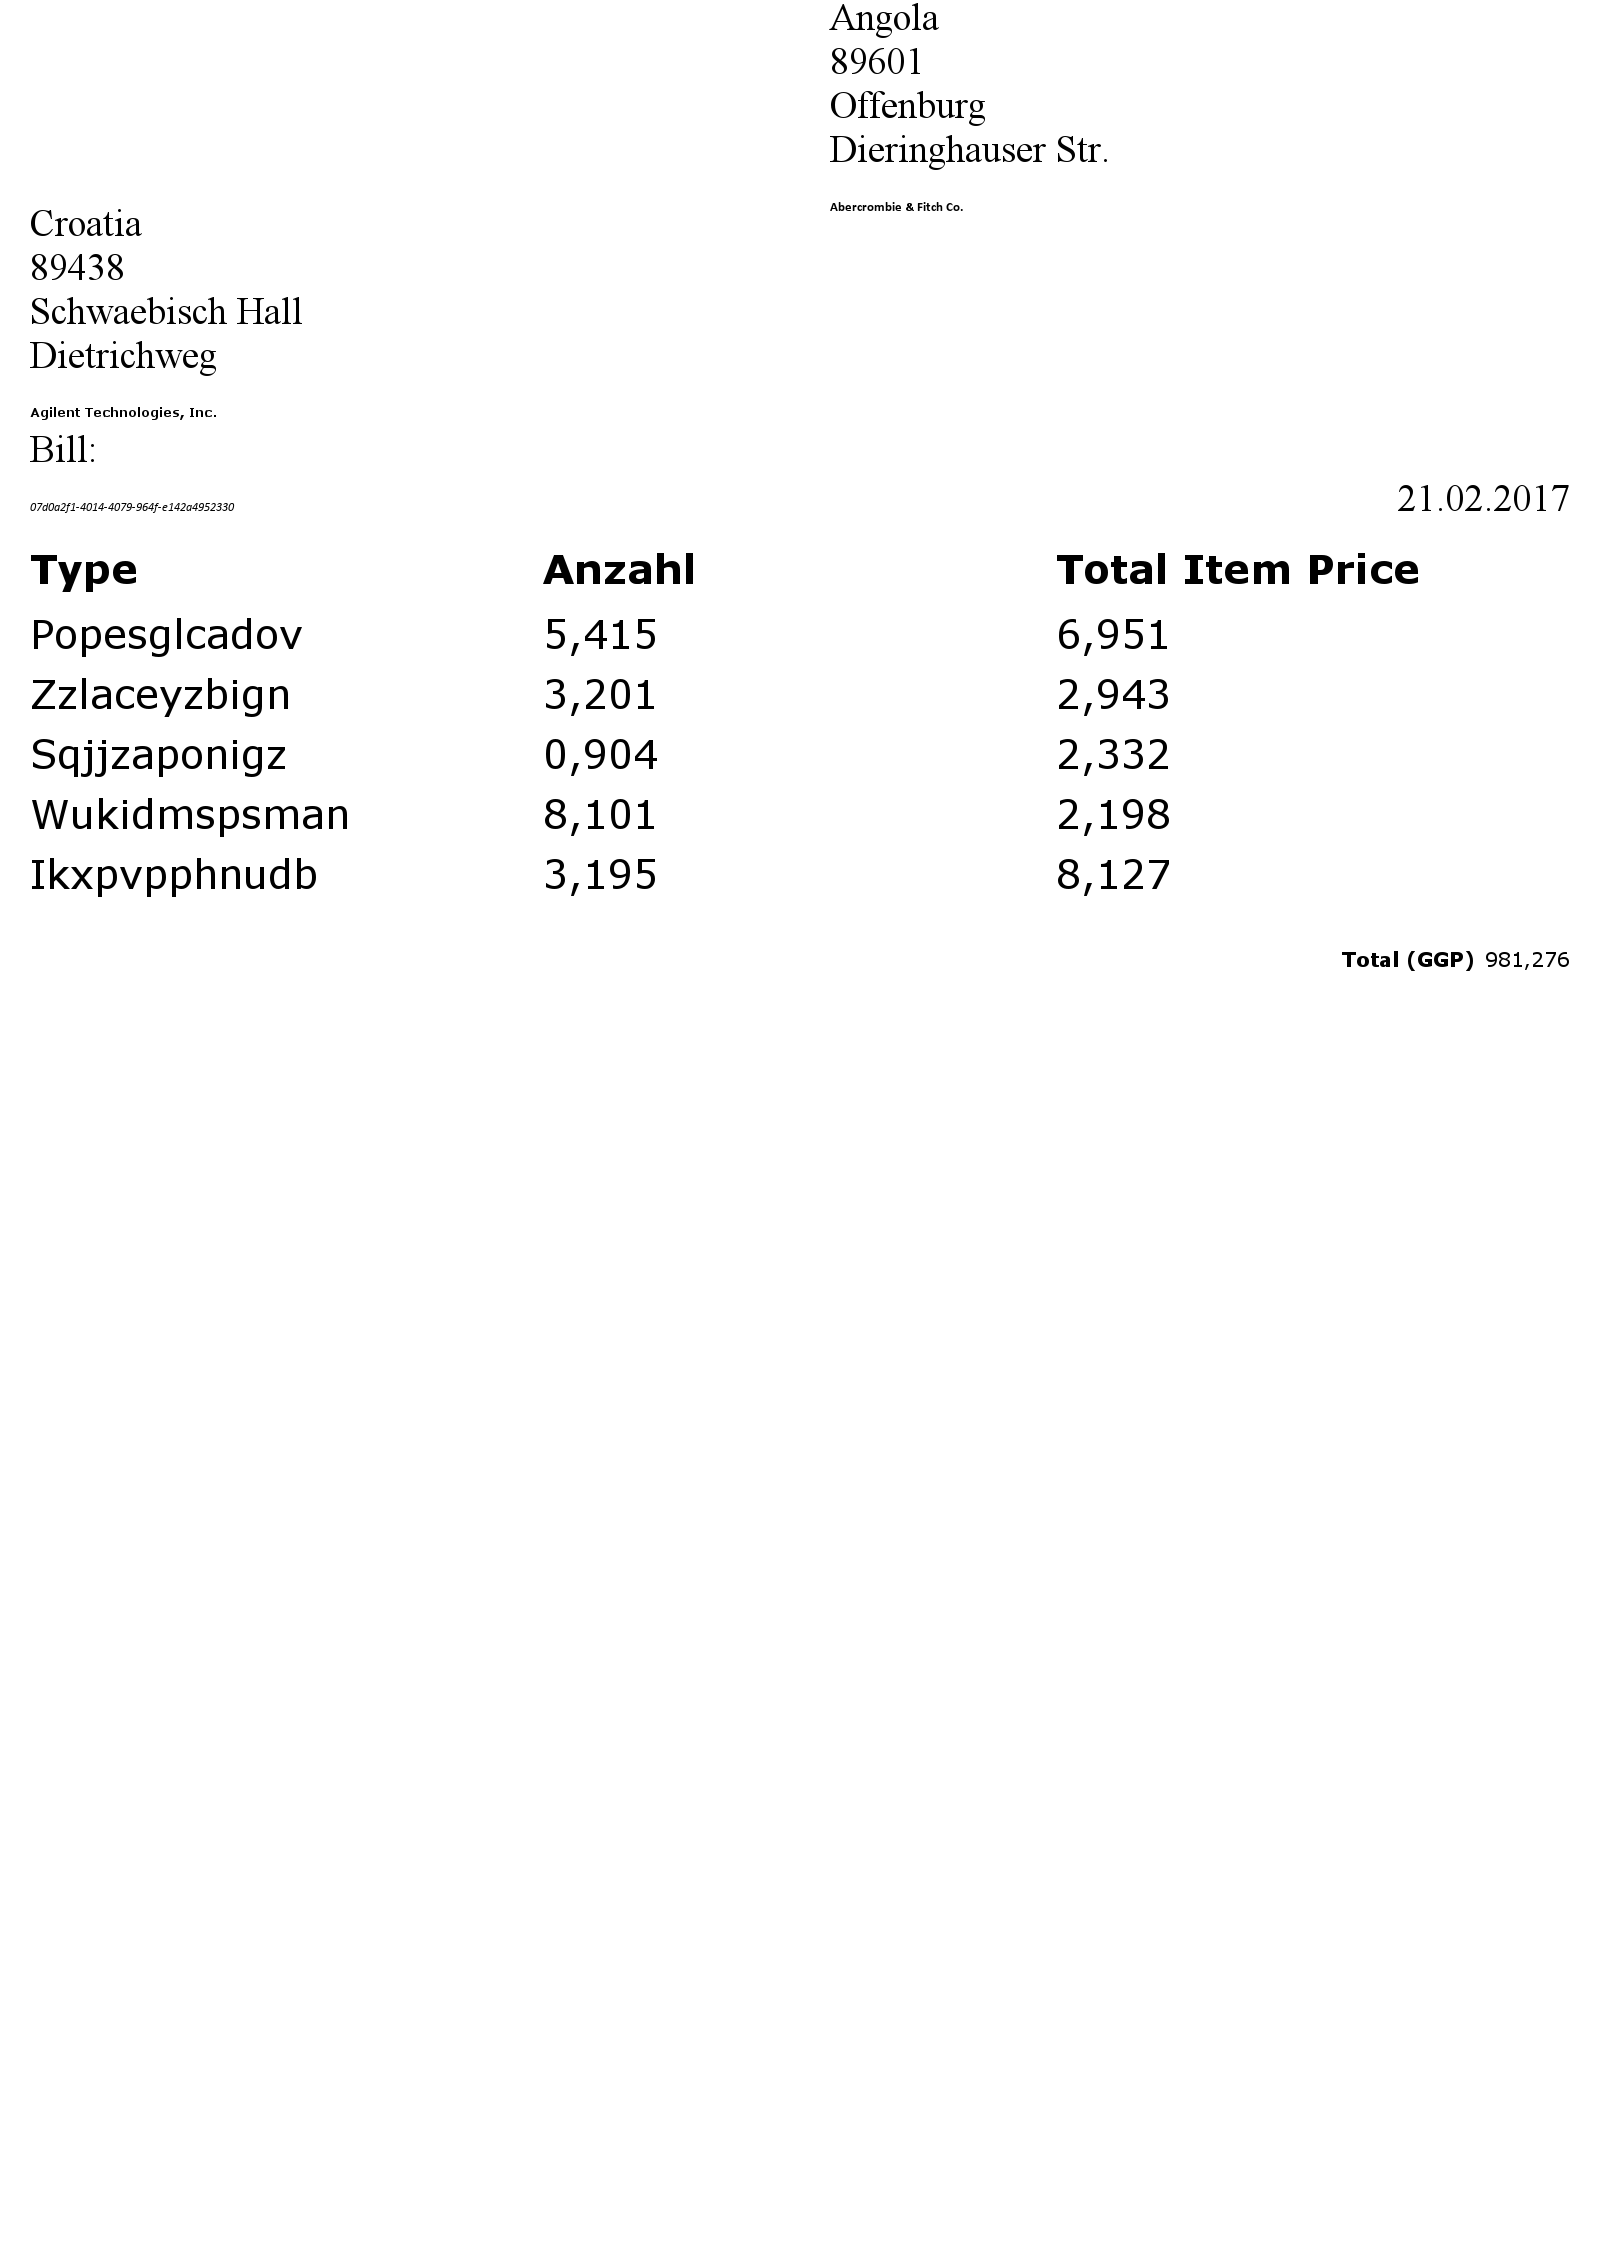 Angola
89601
Offenburg
Dieringhauser Str.
Abercrombie & Fitch Co.
Croatia
89438
Schwaebisch Hall
Dietrichweg
Agilent Technologies, Inc.
Bill:
07d0a2f1-4014-4079-964f-e142a4952330
21.02.2017
Type Anzahl Total Item Price
Popesglcadov 5,415 6,951
Zzlaceyzbign 3,201 2,943
Sqjjzaponigz 0,904 2,332
Wukidmspsman 8,101 2,198
Ikxpvpphnudb 3,195 8,127
Total (GGP) 981,276